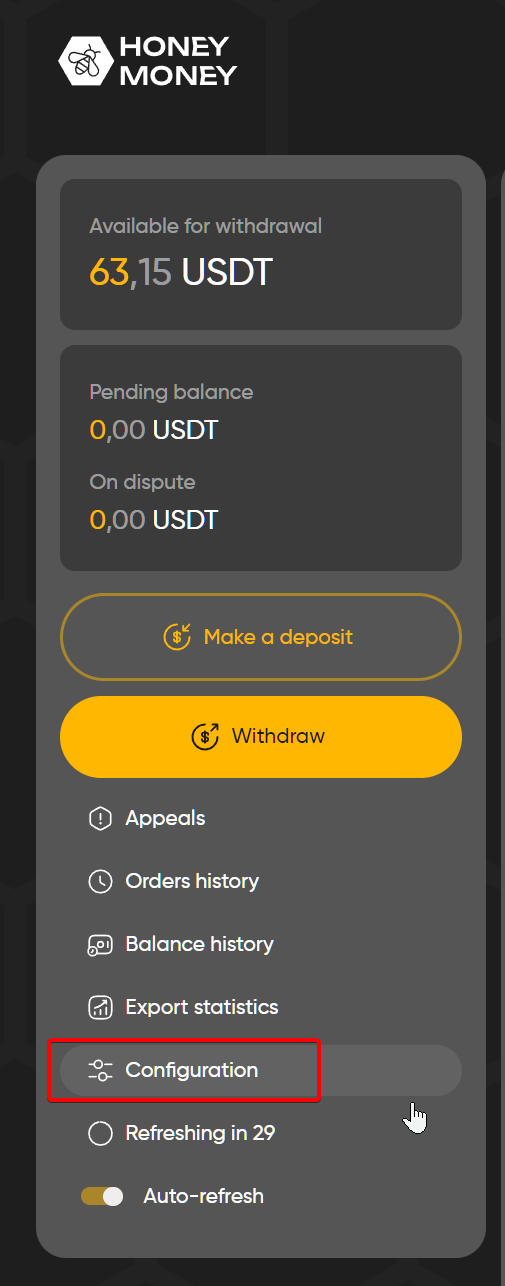 HONEY
MONEY
Available for withdrawal
63,15 USDT
Pending balance
0,00 USDT
On dispute
0,00 USDT
Make a deposit
Withdraw
Appeals
Orders history
Balance history
Export statistics
Configuration
Refreshing in 29
Auto-refresh